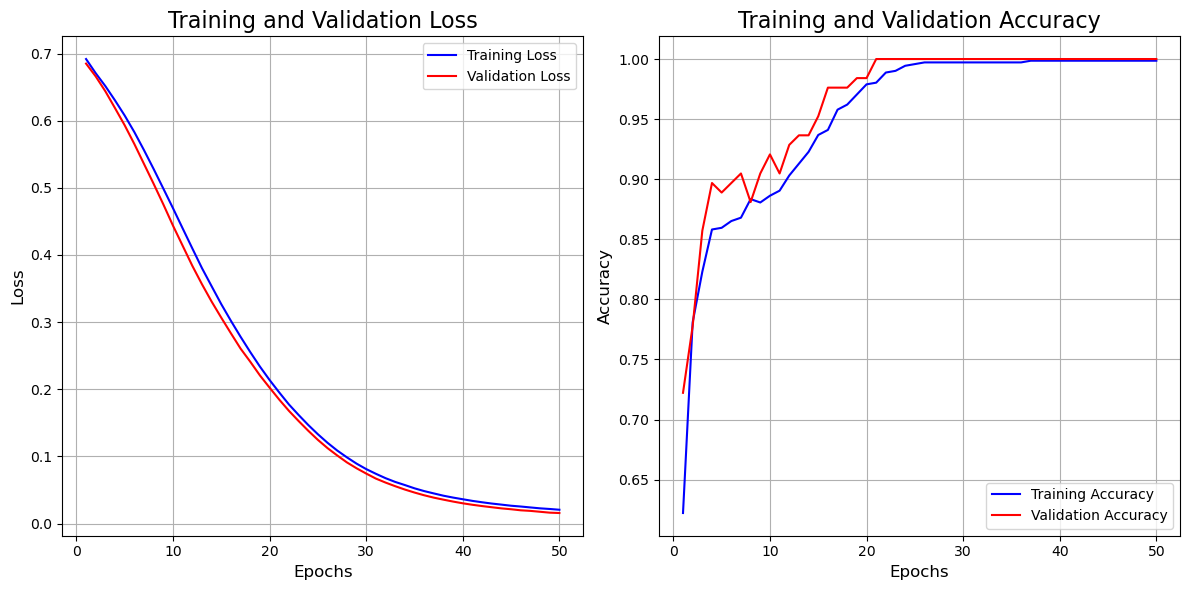 Training and Validation Loss
0.7
0.6
0.5
0.4
0.3
0.2
0.1
0.0
Loss
Training Loss
Validation Loss
0 10 20 30 40 50
Epochs
Training and Validation Accuracy
1.00
0.95
0.90
0.85
0.80
0.75
0.70
0.65
Accuracy
Training Accuracy
Validation Accuracy
0 10 20 30 40 50
Epochs